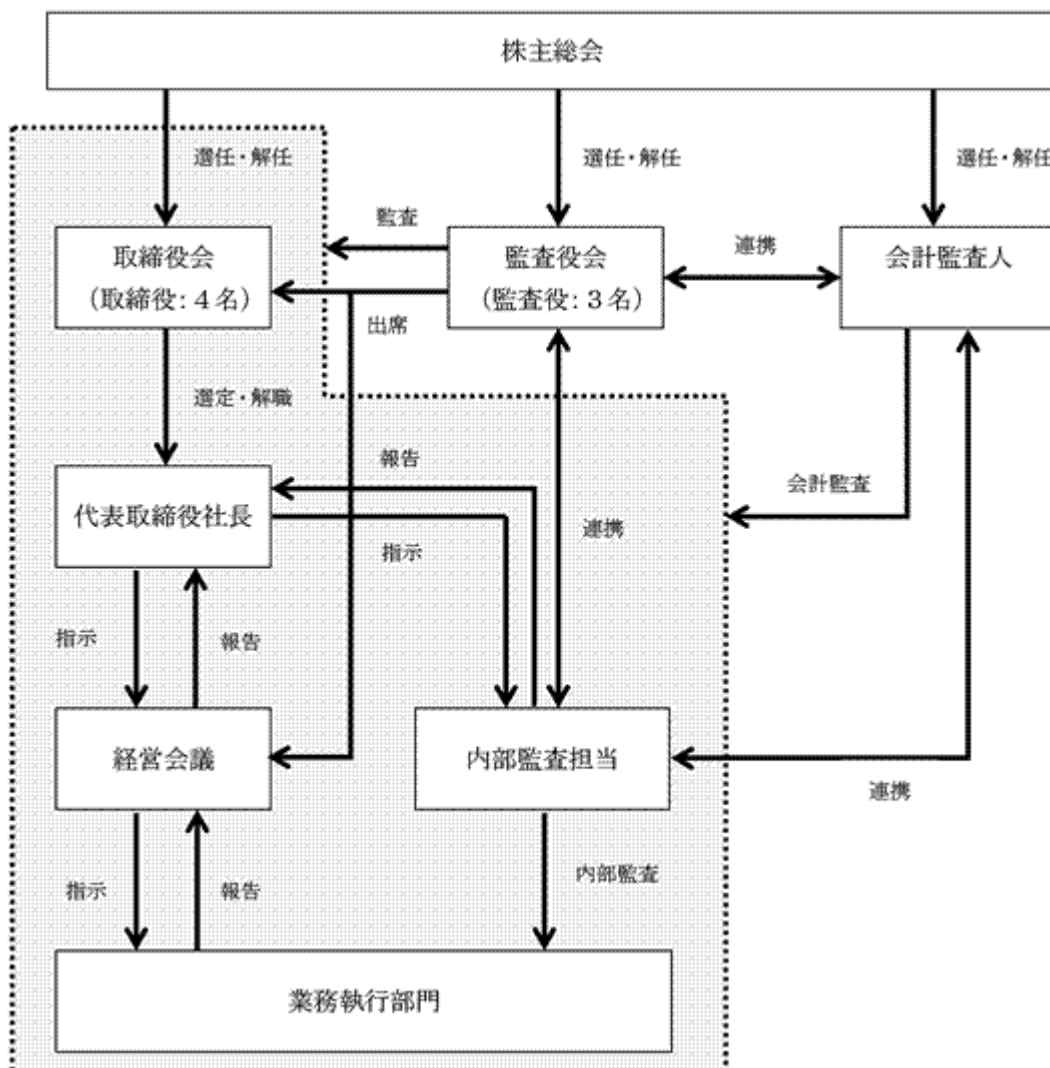 株主総会
選任・解任
選任・解任
選任・解任
取締役会
（取締役：４名）
監査
監査役会
（監査役：３名）
連携
会計監査人
出席
選定・解職
代表取締役社長
報告
指示
連携
会計監査
指示
報告
経営会議
内部監査担当
連携
指示
報告
内部監査
業務執行部門